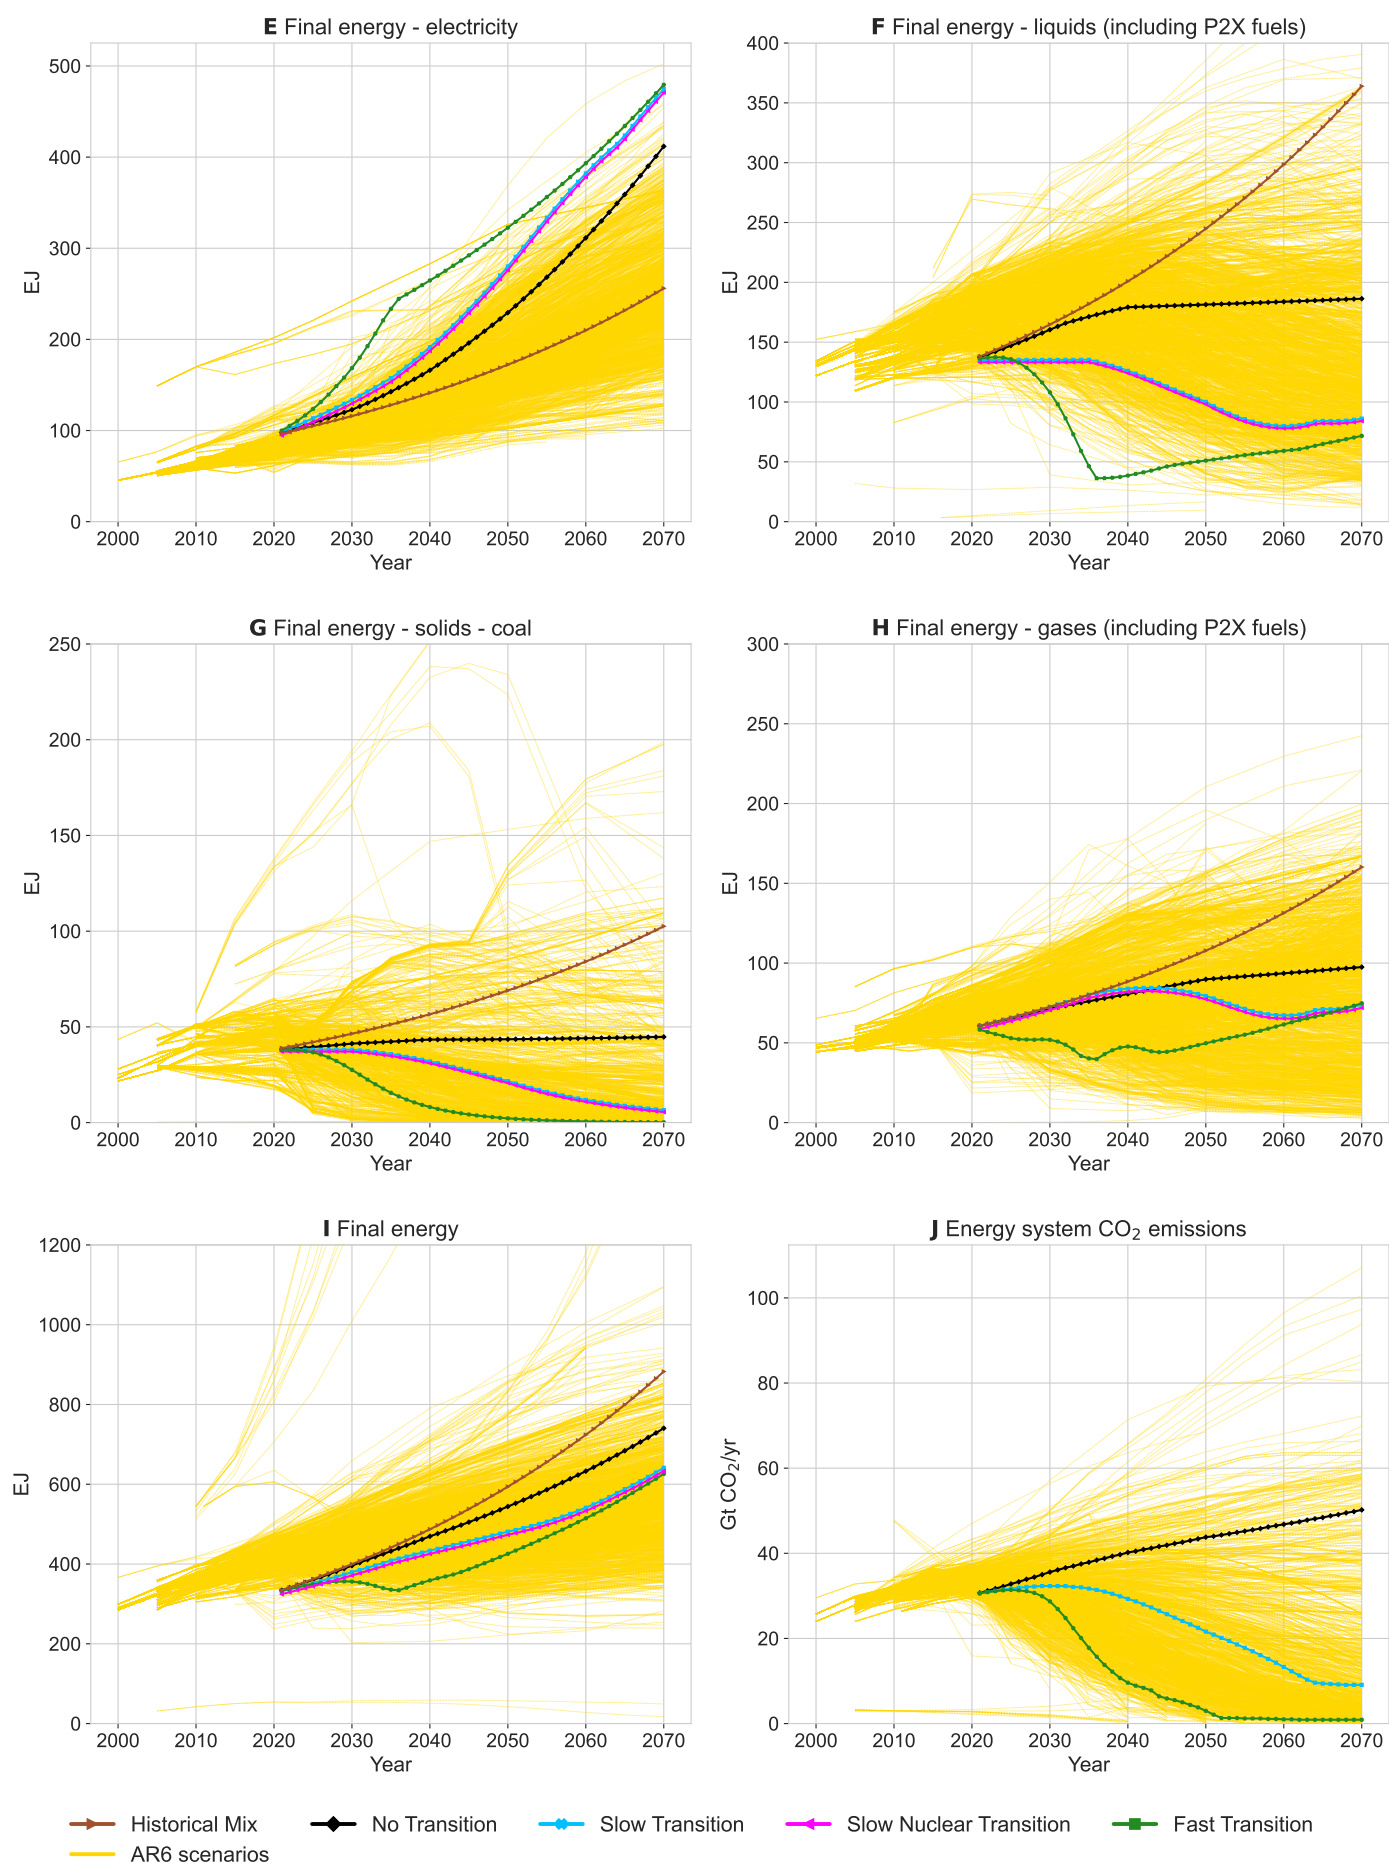 E Final energy - electricity
F Final energy - liquids (including P2X fuels)
500
400
300
200
100
0
EJ
2000 2010 2020 2030 2040 2050 2060 2070
Year
400
350
300
250
200
150
100
50
0
EJ
2000 2010 2020 2030 2040 2050 2060 2070
Year
G Final energy - solids - coal
H Final energy - gases (including P2X fuels)
250
200
150
100
50
0
EJ
2000 2010 2020 2030 2040 2050 2060 2070
Year
300
250
200
150
100
50
0
EJ
2000 2010 2020 2030 2040 2050 2060 2070
Year
I Final energy
J Energy system CO₂ emissions
1200
1000
800
600
400
200
0
EJ
2000 2010 2020 2030 2040 2050 2060 2070
Year
100
80
60
40
20
0
Gt CO₂/yr
2000 2010 2020 2030 2040 2050 2060 2070
Year
Historical Mix No Transition Slow Transition Slow Nuclear Transition Fast Transition
AR6 scenarios